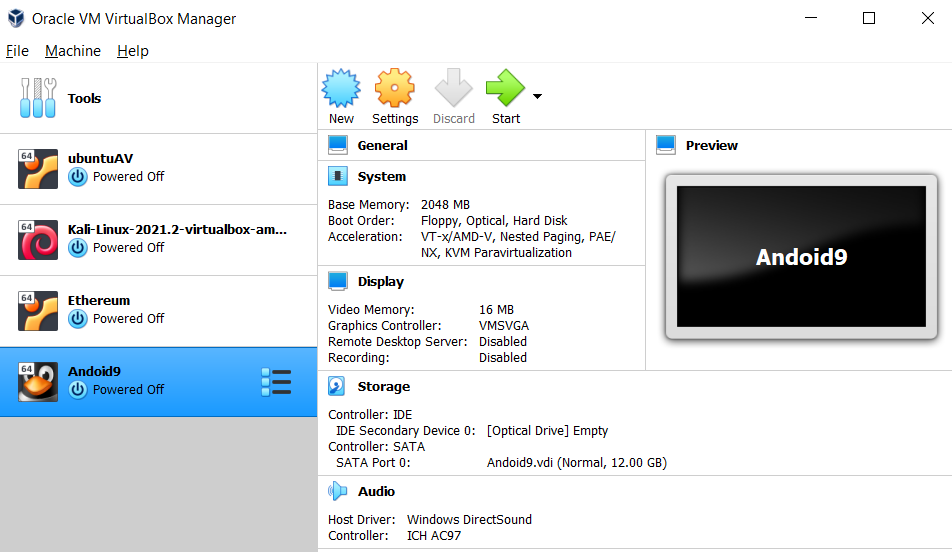 Oracle VM VirtualBox Manager
File Machine Help
Tools
64
ubuntuAV
Powered Off
64
Kali-Linux-2021.2-virtualbox-am...
Powered Off
64
Ethereum
Powered Off
64
Andoid9
Powered Off
New Settings Discard Start
General
System
Base Memory: 2048 MB
Boot Order: Floppy, Optical, Hard Disk
Acceleration: VT-x/AMD-V, Nested Paging, PAE/
NX, KVM Paravirtualization
Display
Video Memory: 16 MB
Graphics Controller: VMSVGA
Remote Desktop Server: Disabled
Recording: Disabled
Preview
Andoid9
Storage
Controller: IDE
IDE Secondary Device 0: [Optical Drive] Empty
Controller: SATA
SATA Port 0: Andoid9.vdi (Normal, 12.00 GB)
Audio
Host Driver: Windows DirectSound
Controller: ICH AC97